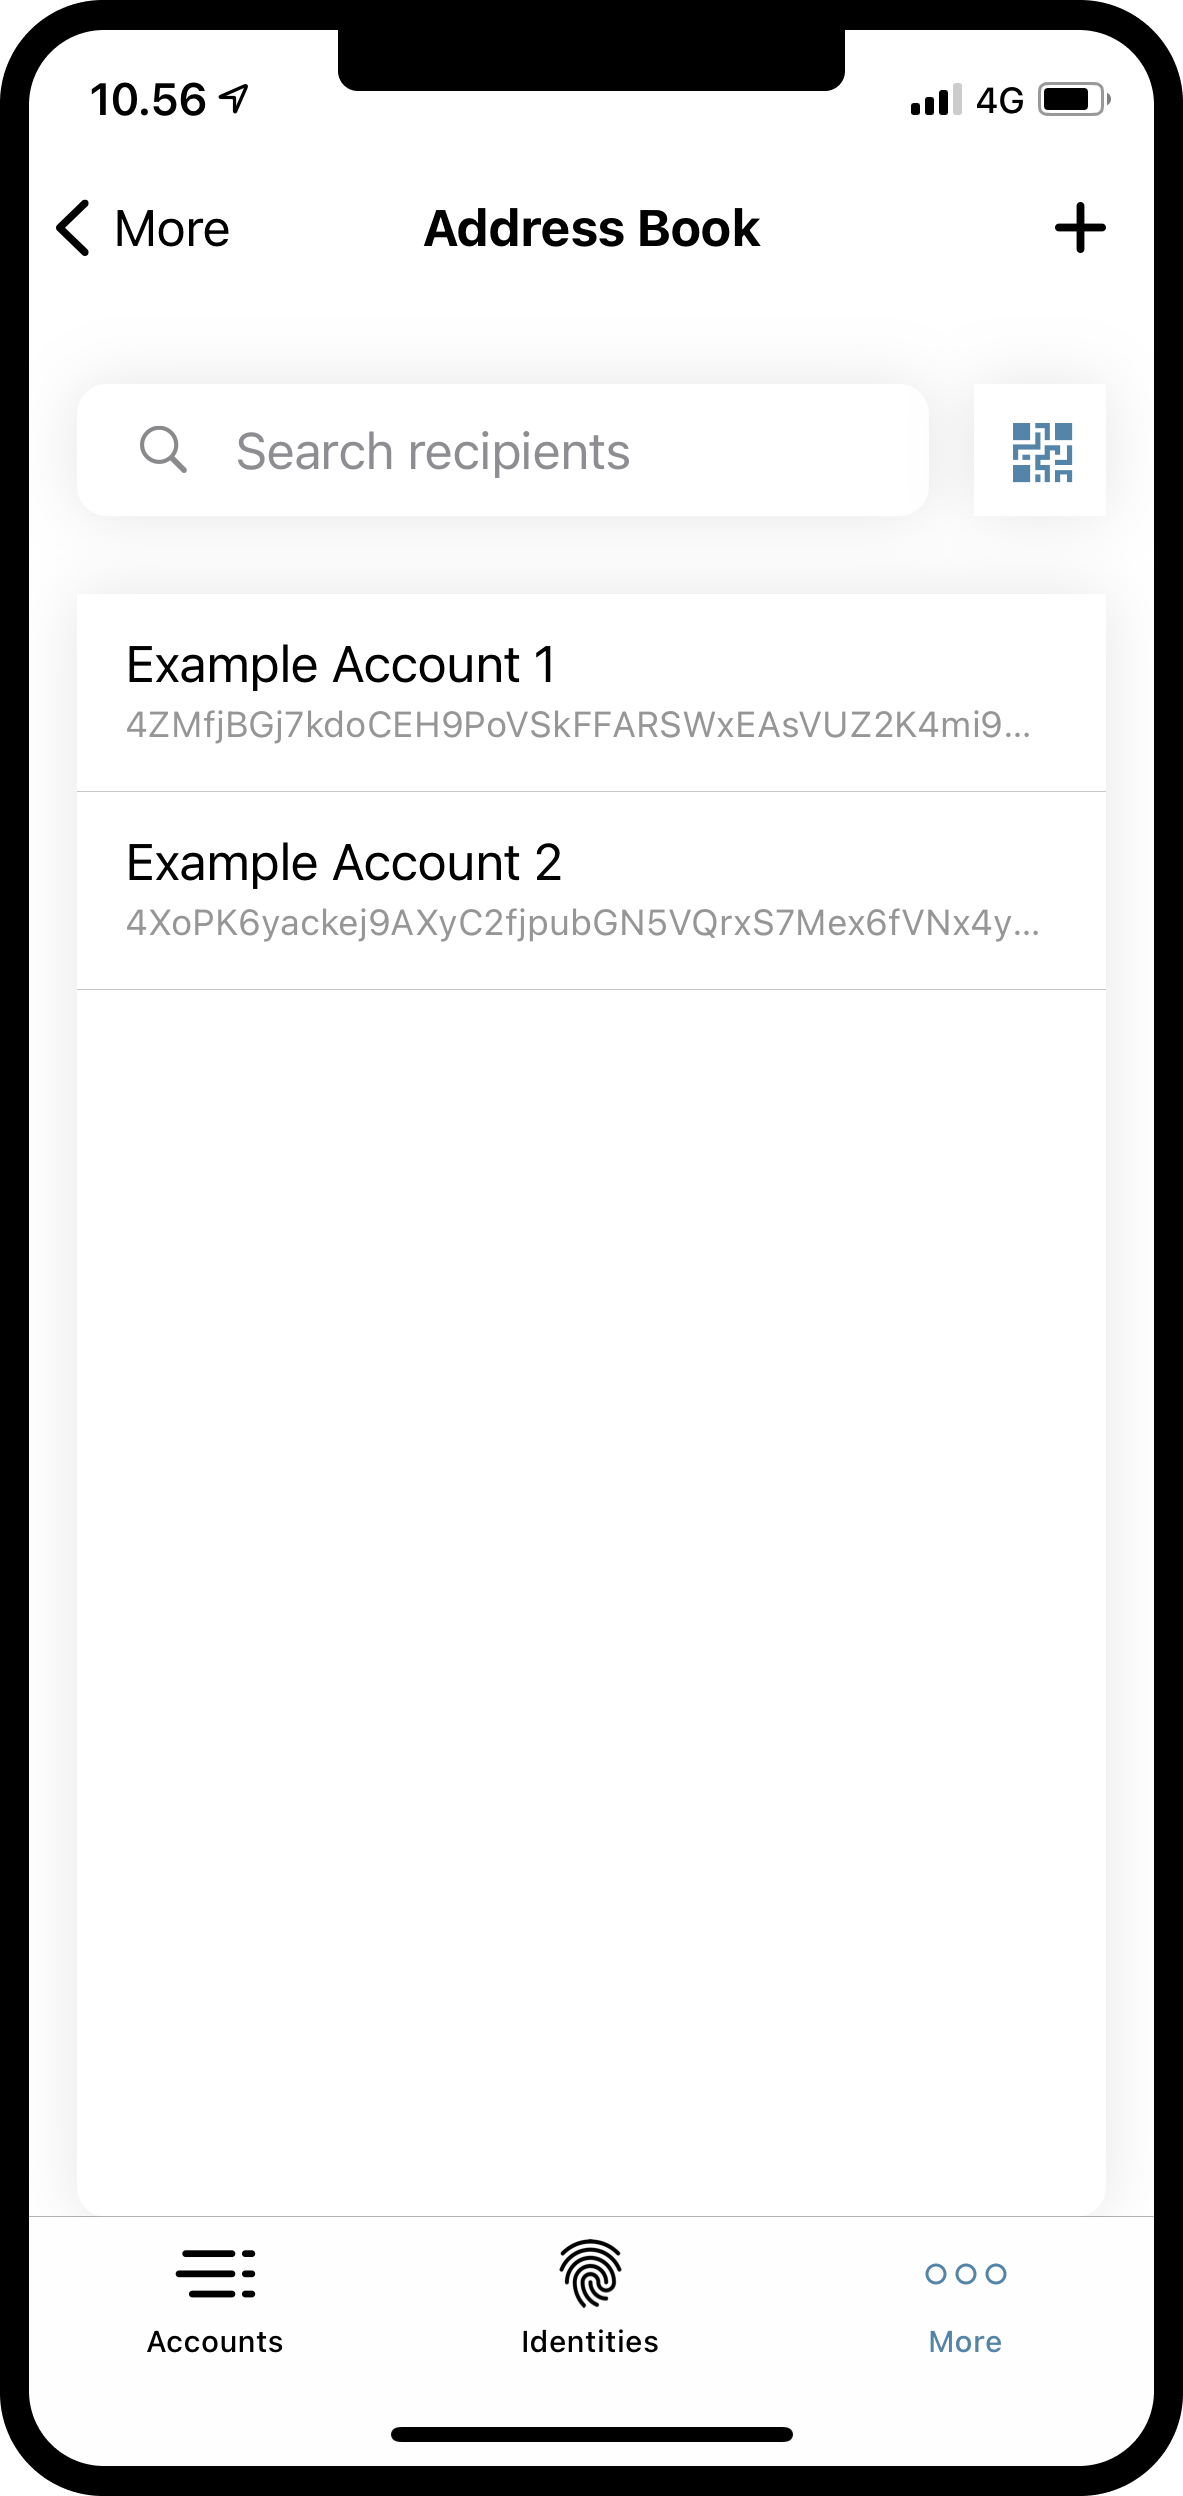 10.56
4G
More
Address Book
Search recipients
Example Account 1
4ZMfjBGj7kdoCEH9PoVSkFFARSWxEAsVUZ2K4mi9...
Example Account 2
4XoPK6yackej9AXyC2fjpubGN5VQrxS7Mex6fVNx4y...
Accounts
Identities
More